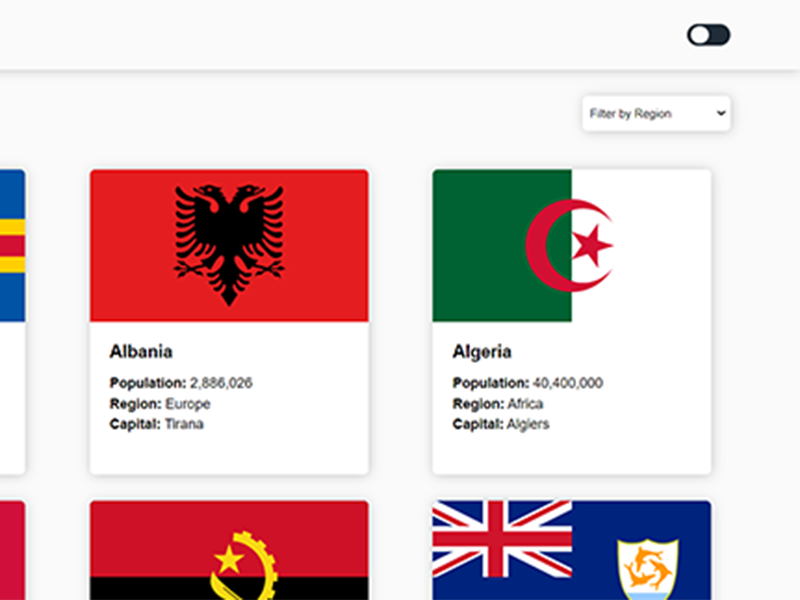 Filter by Region
Albania
Population: 2,886,026
Region: Europe
Capital: Tirana
Algeria
Population: 40,400,000
Region: Africa
Capital: Algiers